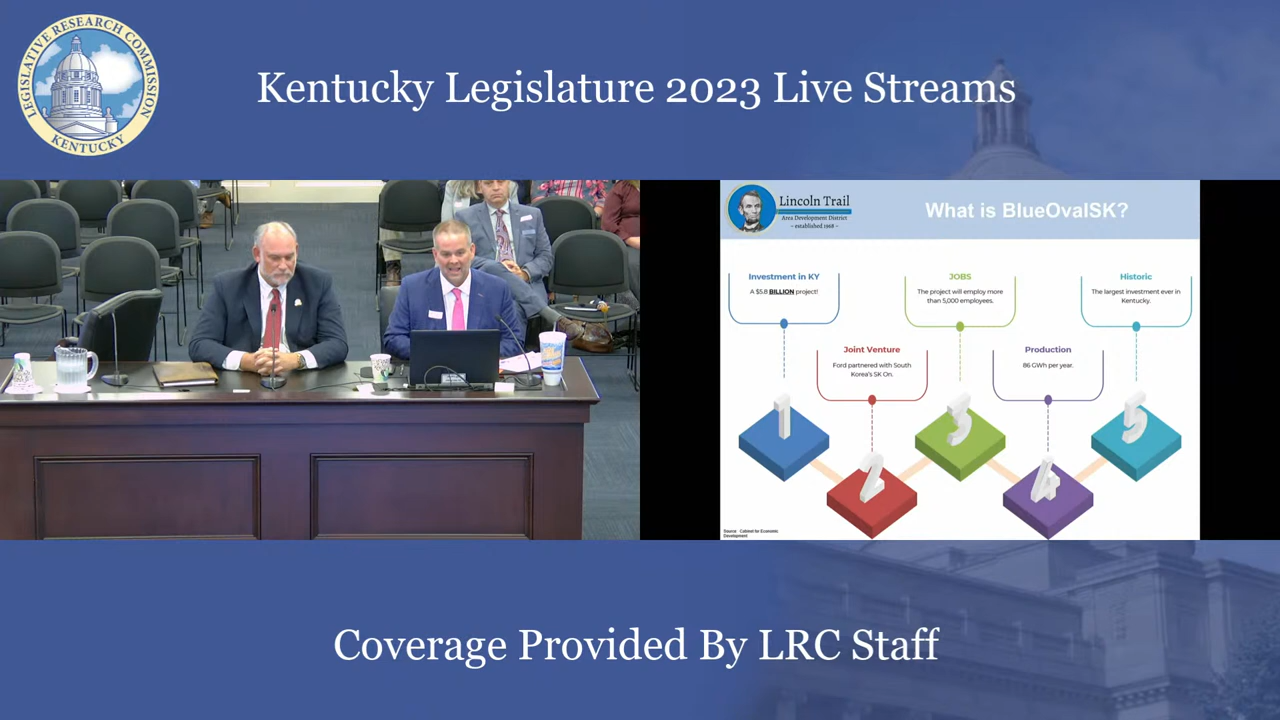 LEGISLATIVE RESEARCH COMMISSION
KENTUCKY
Kentucky Legislature 2023 Live Streams
Lincoln Trail
Area Development District
~ established 1968 ~
What is BlueOvalSK?
Investment in KY
A $5.8 BILLION project!
JOBS
The project will employ more
than 5,000 employees.
Historic
The largest investment ever in
Kentucky.
Joint Venture
Ford partnered with South
Korea's SK On.
Production
86 GWh per year.
1
2
3
4
5
Source: Cabinet for Economic
Development
Coverage Provided By LRC Staff